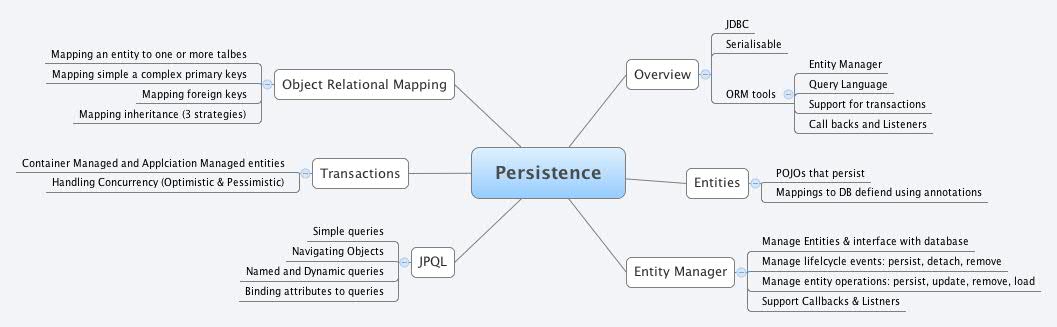 Persistence
Overview
JDBC
Serialisable
ORM tools
Entity Manager
Query Language
Support for transactions
Call backs and Listeners
Entities
POJOs that persist
Mappings to DB defiend using annotations
Entity Manager
Manage Entities & interface with database
Manage lifelcycle events: persist, detach, remove
Manage entity operations: persist, update, remove, load
Support Callbacks & Listners
Object Relational Mapping
Mapping an entity to one or more talbes
Mapping simple a complex primary keys
Mapping foreign keys
Mapping inheritance (3 strategies)
Transactions
Container Managed and Applciation Managed entities
Handling Concurrency (Optimistic & Pessimistic)
JPQL
Simple queries
Navigating Objects
Named and Dynamic queries
Binding attributes to queries